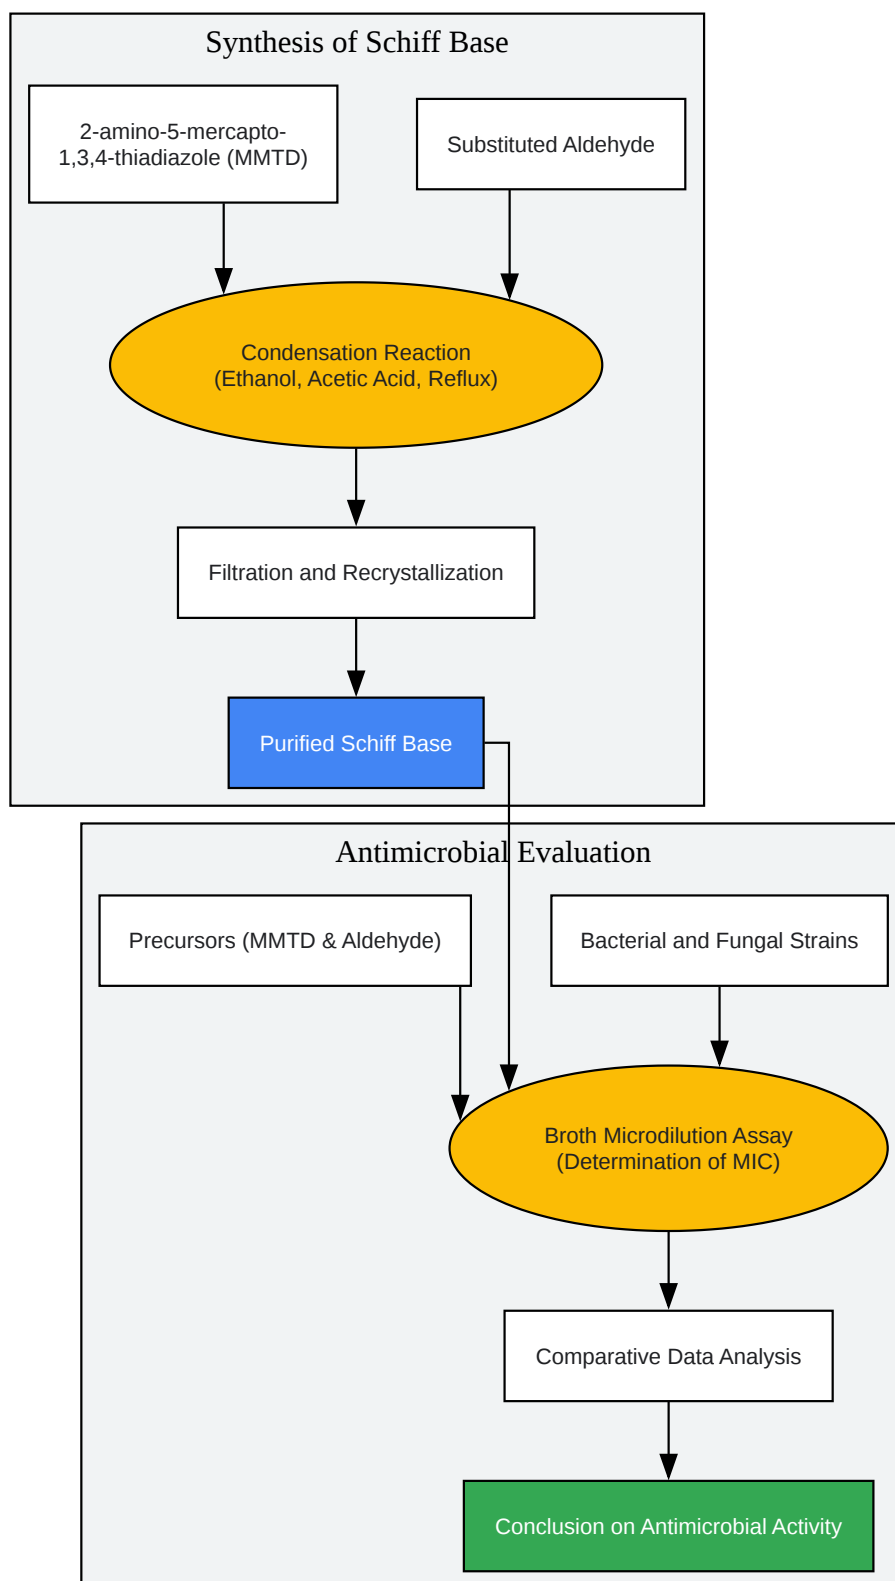 Synthesis of Schiff Base
2-amino-5-mercapto-
1,3,4-thiadiazole (MMTD)
Substituted Aldehyde
Condensation Reaction
(Ethanol, Acetic Acid, Reflux)
Filtration and Recrystallization
Purified Schiff Base
Antimicrobial Evaluation
Precursors (MMTD & Aldehyde)
Bacterial and Fungal Strains
Broth Microdilution Assay
(Determination of MIC)
Comparative Data Analysis
Conclusion on Antimicrobial Activity